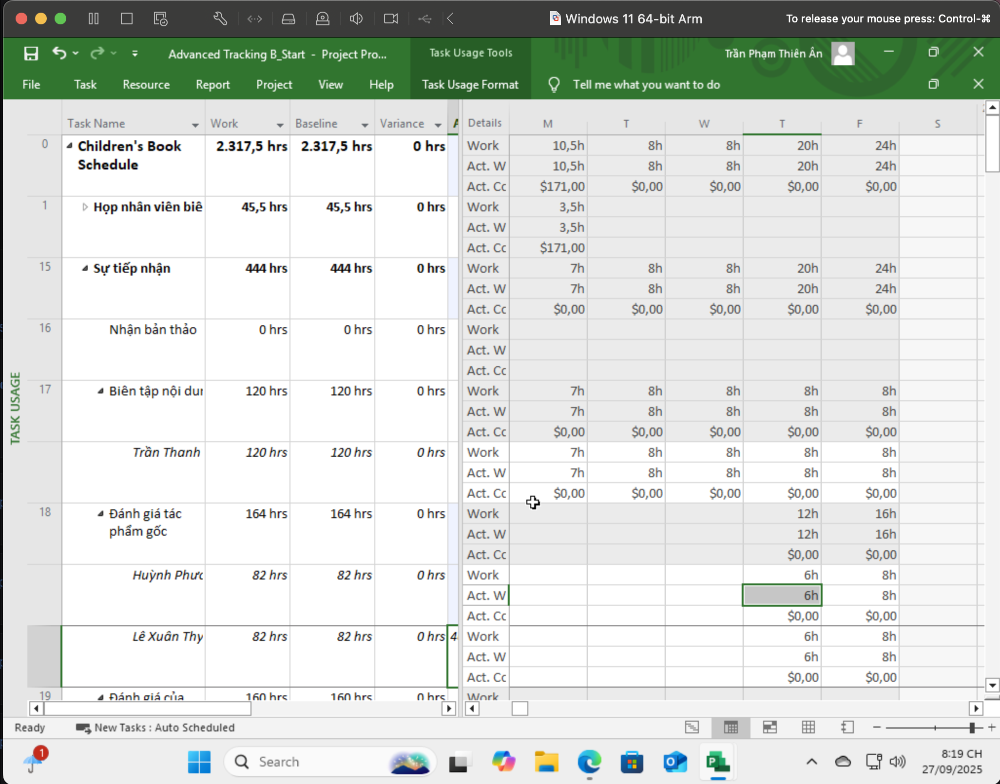 Windows 11 64-bit Arm
To release your mouse press: Control-⌘
Advanced Tracking B_Start - Project Pro...
Task Usage Tools
Trần Phạm Thiên Ân
File Task Resource Report Project View Help Task Usage Format Tell me what you want to do
Task Name Work Baseline Variance Details M T W T F S
0 Children's Book 2.317,5 hrs 2.317,5 hrs 0 hrs Work 10,5h 8h 8h 20h 24h
Schedule Act. W 10,5h 8h 8h 20h 24h
Act. Cc $171,00 $0,00 $0,00 $0,00 $0,00
1 Họp nhân viên biê 45,5 hrs 45,5 hrs 0 hrs Work 3,5h
Act. W 3,5h
Act. Cc $171,00
15 Sự tiếp nhận 444 hrs 444 hrs 0 hrs Work 7h 8h 8h 20h 24h
Act. W 7h 8h 8h 20h 24h
Act. Cc $0,00 $0,00 $0,00 $0,00 $0,00
16 Nhận bản thảo 0 hrs 0 hrs 0 hrs Work
Act. W
Act. Cc
17 Biên tập nội dur 120 hrs 120 hrs 0 hrs Work 7h 8h 8h 8h 8h
Act. W 7h 8h 8h 8h 8h
Act. Cc $0,00 $0,00 $0,00 $0,00 $0,00
Trần Thanh 120 hrs 120 hrs 0 hrs Work 7h 8h 8h 8h 8h
Act. W 7h 8h 8h 8h 8h
Act. Cc $0,00 $0,00 $0,00 $0,00 $0,00
18 Đánh giá tác 164 hrs 164 hrs 0 hrs Work 12h 16h
phẩm gốc Act. W 12h 16h
Act. Cc $0,00 $0,00
Huỳnh Phươ 82 hrs 82 hrs 0 hrs Work 6h 8h
Act. W 6h 8h
Act. Cc $0,00 $0,00
Lê Xuân Thy 82 hrs 82 hrs 0 hrs 4 Work 6h 8h
Act. W 6h 8h
Act. Cc $0,00 $0,00
19 Đánh giá của 160 hrs 160 hrs 0 hrs Work
TASK USAGE
Ready New Tasks : Auto Scheduled
1
Search
8:19 CH
27/09/2025